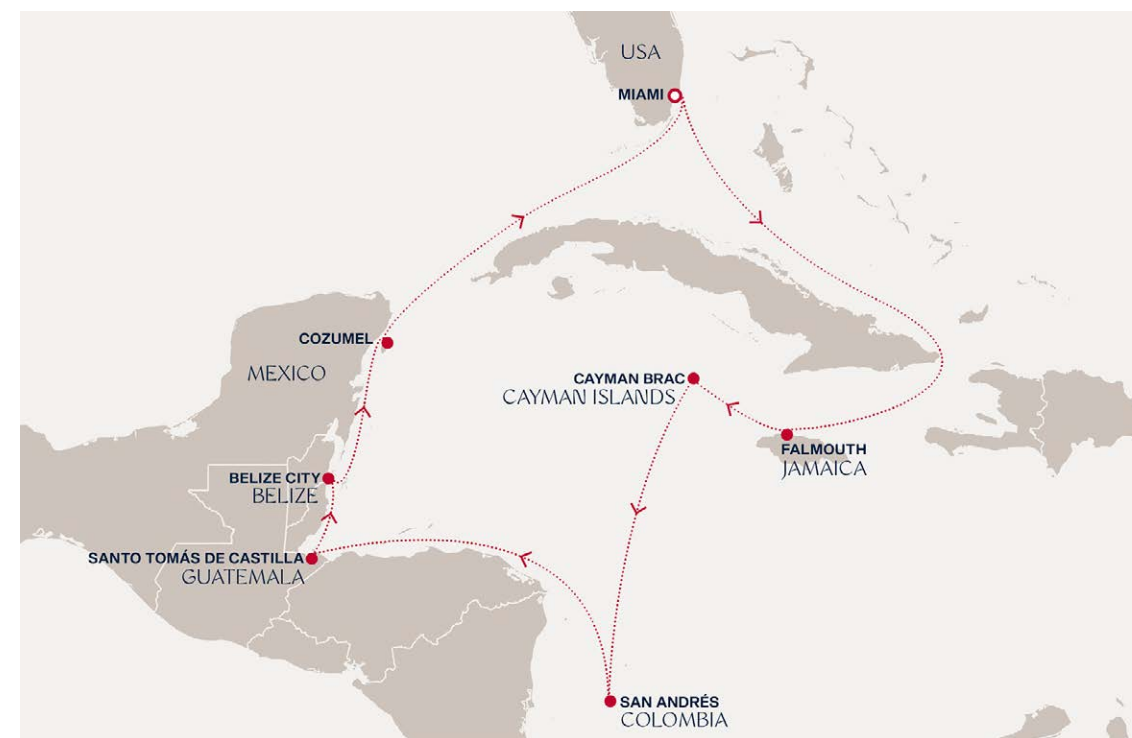 USA
MIAMI
COZUMEL
MEXICO
CAYMAN BRAC
CAYMAN ISLANDS
FALMOUTH
JAMAICA
BELIZE CITY
BELIZE
SANTO TOMÁS DE CASTILLA
GUATEMALA
SAN ANDRÉS
COLOMBIA